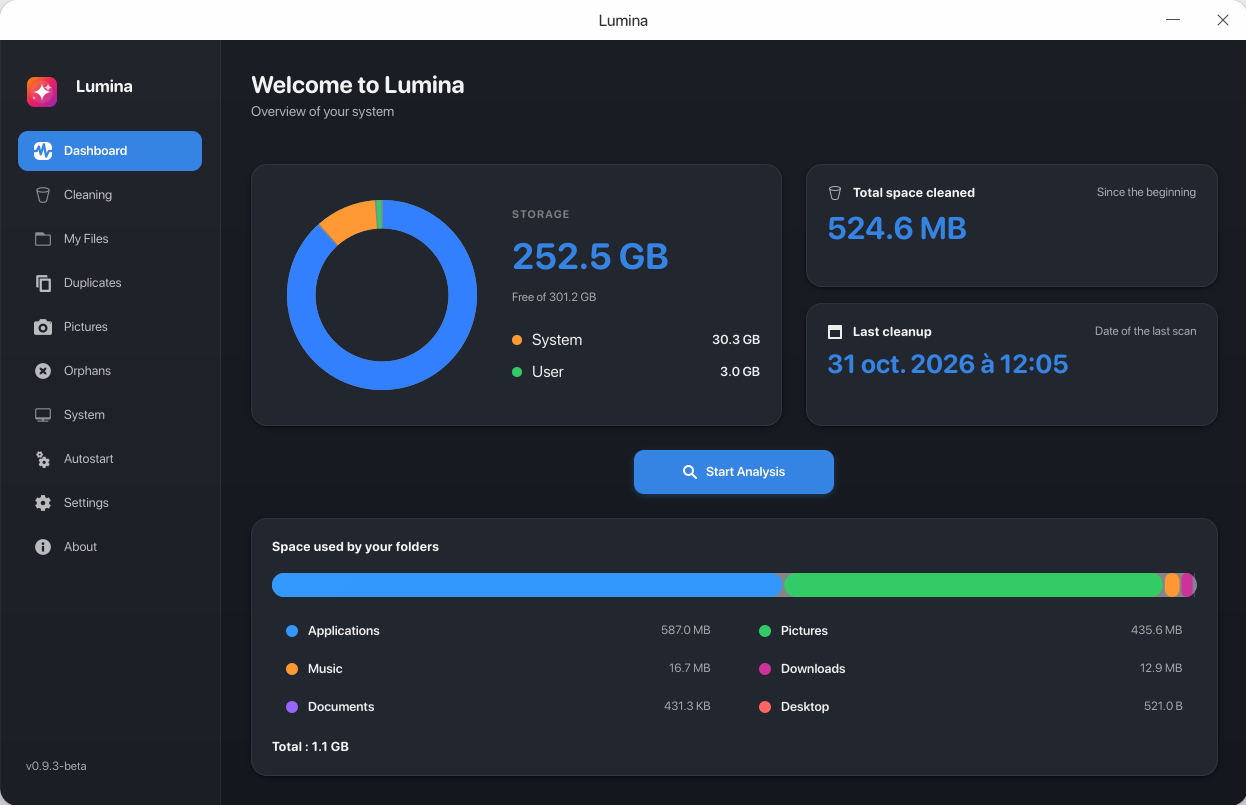 Lumina
Lumina
Dashboard
Cleaning
My Files
Duplicates
Pictures
Orphans
System
Autostart
Settings
About
v0.9.3-beta
Welcome to Lumina
Overview of your system
STORAGE
252.5 GB
Free of 301.2 GB
System 30.3 GB
User 3.0 GB
Total space cleaned Since the beginning
524.6 MB
Last cleanup Date of the last scan
31 oct. 2026 à 12:05
Start Analysis
Space used by your folders
Applications 587.0 MB Pictures 435.6 MB
Music 16.7 MB Downloads 12.9 MB
Documents 431.3 KB Desktop 521.0 B
Total : 1.1 GB